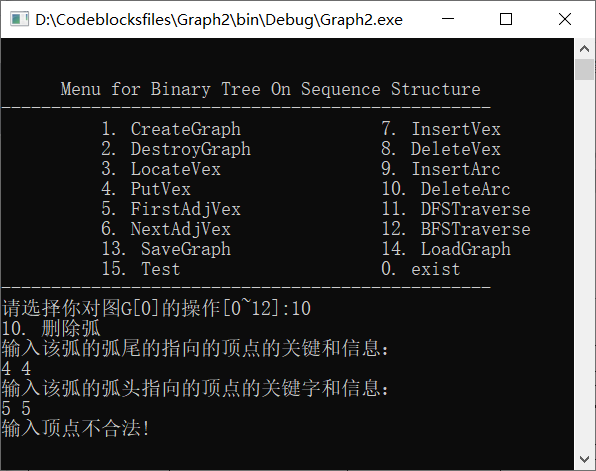 D:\Codeblocksfiles\Graph2\bin\Debug\Graph2.exe
Menu for Binary Tree On Sequence Structure
-------------------------------------------------
1. CreateGraph 7. InsertVex
2. DestroyGraph 8. DeleteVex
3. LocateVex 9. InsertArc
4. PutVex 10. DeleteArc
5. FirstAdjVex 11. DFSTraverse
6. NextAdjVex 12. BFSTraverse
13. SaveGraph 14. LoadGraph
15. Test 0. exist
-------------------------------------------------
请选择你对图G[0]的操作[0~12]:10
10. 删除弧
输入该弧的弧尾的指向的顶点的关键和信息:
4 4
输入该弧的弧头指向的顶点的关键字和信息:
5 5
输入顶点不合法!